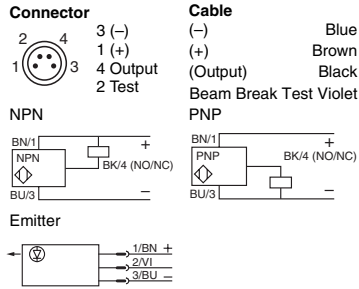 Connector
2 4
1 3
3 (–)
1 (+)
4 Output
2 Test
Cable
(–) Blue
(+) Brown
(Output) Black
Beam Break Test Violet
NPN
BN/1
+
NPN
BK/4 (NO/NC)
BU/3
–
PNP
BN/1
+
PNP
BK/4 (NO/NC)
BU/3
–
Emitter
1/BN +
2/VI
3/BU –